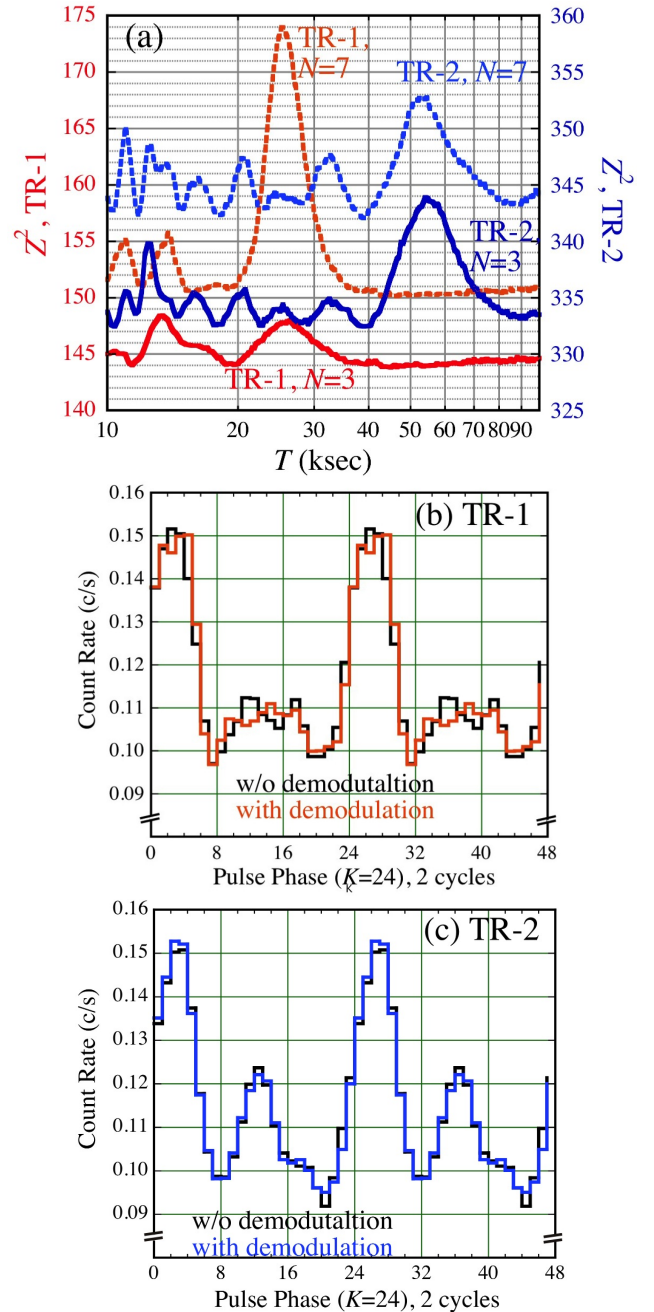 (a)
TR-1,
N=7
TR-2, N=7
TR-2,
N=3
TR-1, N=3
175
170
165
160
155
150
145
140
Z², TR-1
360
355
350
345
340
335
330
325
Z², TR-2
10 20 30 40 50 60 70 80 90
T (ksec)
(b) TR-1
0.16
0.15
0.14
0.13
0.12
0.11
0.10
0.09
Count Rate (c/s)
w/o demodutaltion
with demodulation
0 8 16 24 32 40 48
Pulse Phase (K=24), 2 cycles
k
(c) TR-2
0.16
0.15
0.14
0.13
0.12
0.11
0.10
0.09
Count Rate (c/s)
w/o demodutaltion
with demodulation
0 8 16 24 32 40 48
Pulse Phase (K=24), 2 cycles